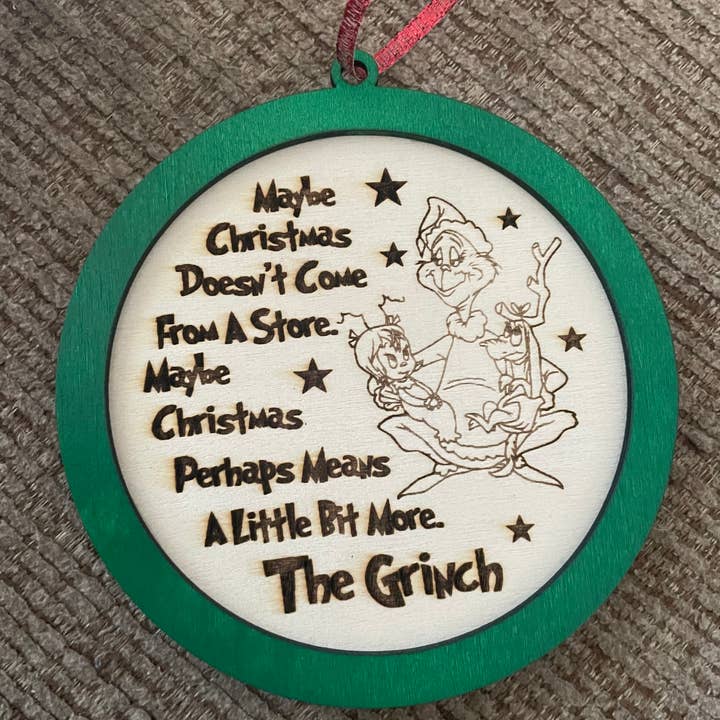 Maybe
Christmas
Doesn't Come
From A Store.
Maybe
Christmas
Perhaps Means
A Little Bit More.
The Grinch